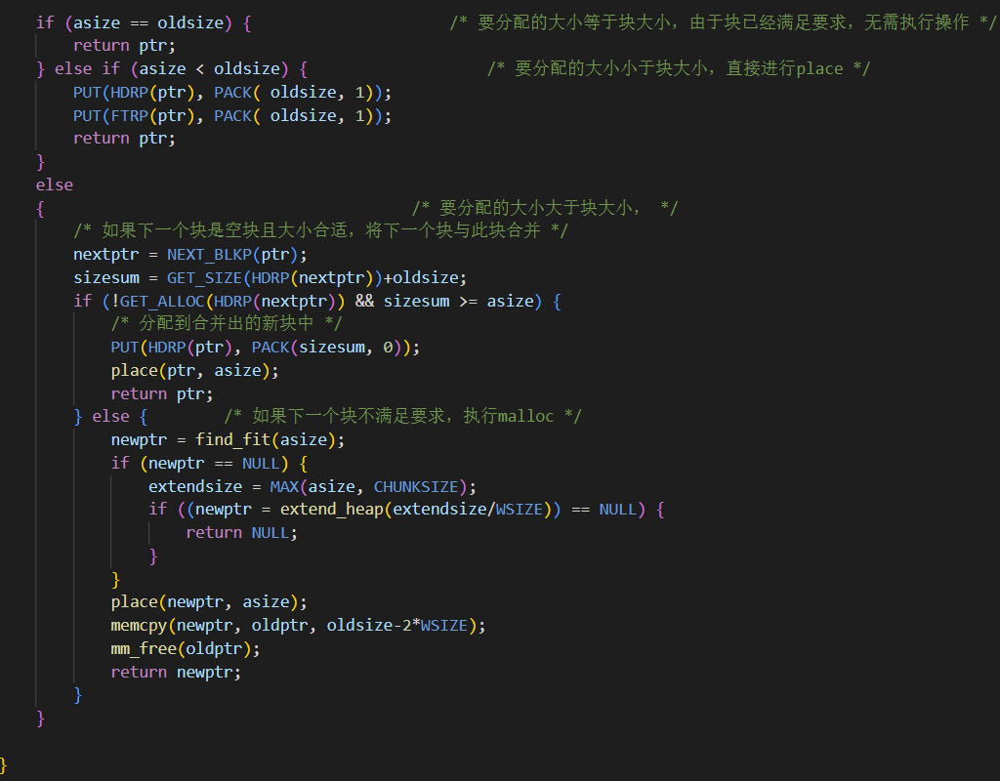 if (asize == oldsize) {                     /* 要分配的大小等于块大小，由于块已经满足要求，无需执行操作 */
    return ptr;
} else if (asize < oldsize) {                   /* 要分配的大小小于块大小，直接进行place */
    PUT(HDRP(ptr), PACK( oldsize, 1));
    PUT(FTRP(ptr), PACK( oldsize, 1));
    return ptr;
}
else
{                                       /* 要分配的大小大于块大小， */
    /* 如果下一个块是空块且大小合适，将下一个块与此块合并 */
    nextptr = NEXT_BLKP(ptr);
    sizesum = GET_SIZE(HDRP(nextptr))+oldsize;
    if (!GET_ALLOC(HDRP(nextptr)) && sizesum >= asize) {
        /* 分配到合并出的新块中 */
        PUT(HDRP(ptr), PACK(sizesum, 0));
        place(ptr, asize);
        return ptr;
    } else {        /* 如果下一个块不满足要求，执行malloc */
        newptr = find_fit(asize);
        if (newptr == NULL) {
            extendsize = MAX(asize, CHUNKSIZE);
            if ((newptr = extend_heap(extendsize/WSIZE)) == NULL) {
                return NULL;
            }
        }
        place(newptr, asize);
        memcpy(newptr, oldptr, oldsize-2*WSIZE);
        mm_free(oldptr);
        return newptr;
    }
}
}